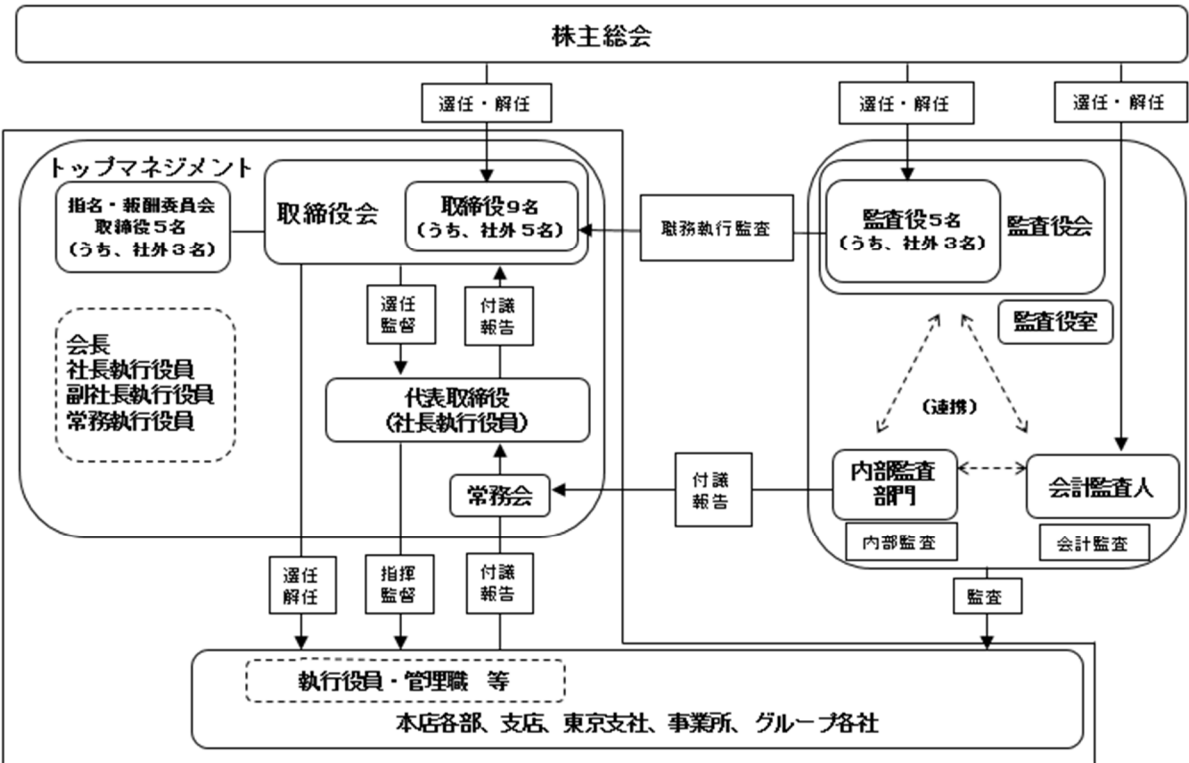 株主総会
選任・解任
選任・解任
選任・解任
トップマネジメント
指名・報酬委員会
取締役５名
（うち、社外３名）
取締役会
取締役９名
（うち、社外５名）
職務執行監査
監査役５名
（うち、社外３名）
監査役会
監査役室
選任
監督
付議
報告
会長
社長執行役員
副社長執行役員
常務執行役員
代表取締役
（社長執行役員）
（連携）
常務会
付議
報告
内部監査
部門
会計監査人
内部監査
会計監査
選任
解任
指揮
監督
付議
報告
監査
執行役員・管理職　等
本店各部、支店、東京支社、事業所、グループ各社